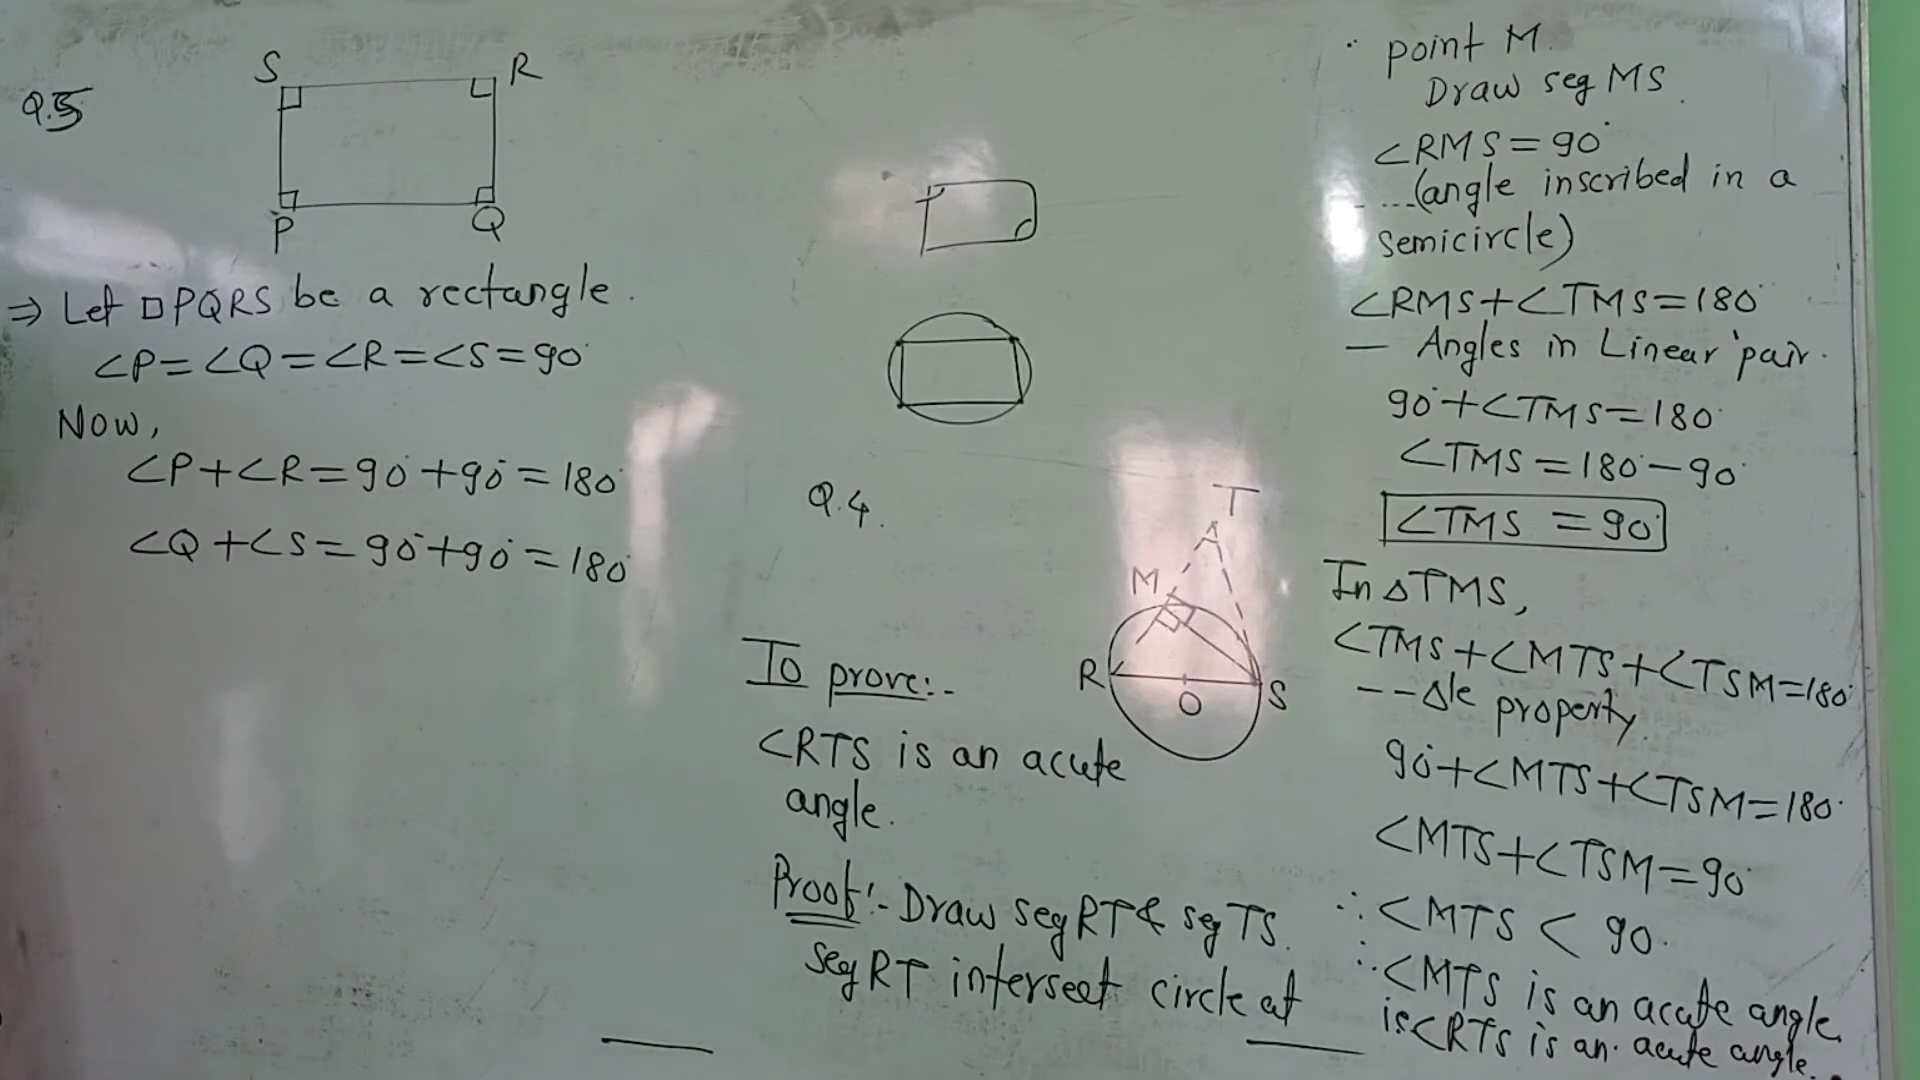 Q.5
S
R
P
Q
⇒ Let □PQRS be a rectangle.
∠P=∠Q=∠R=∠S=90°
Now,
∠P+∠R=90°+90°=180°
∠Q+∠S=90°+90°=180°
Q.4.
T
M
R
O
S
To prove:-
∠RTS is an acute
angle.
Proof:- Draw seg RT & sg TS.
seg RT intersect circle at
point M.
Draw seg MS.
∠RMS=90°
....(angle inscribed in a
semicircle)
∠RMS+∠TMS=180°
— Angles in Linear pair.
90°+∠TMS=180°
∠TMS=180°-90°
∠TMS =90°
In △TMS,
∠TMS+∠MTS+∠TSM=180°
--△le property.
90°+∠MTS+∠TSM=180°
∠MTS+∠TSM=90°
∴∠MTS < 90°
∴∠MTS is an acute angle
is∠RTS is an acute angle.